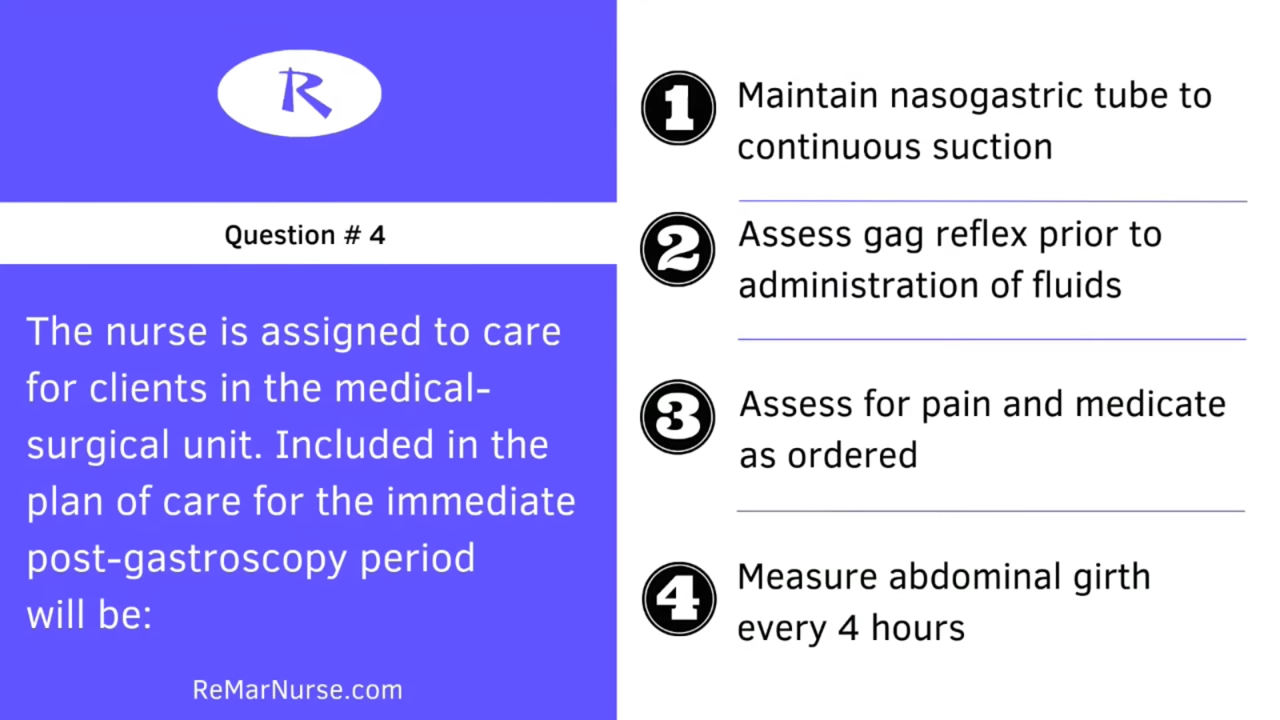 R
Question # 4
The nurse is assigned to care
for clients in the medical-
surgical unit. Included in the
plan of care for the immediate
post-gastroscopy period
will be:
ReMarNurse.com
1
Maintain nasogastric tube to
continuous suction
2
Assess gag reflex prior to
administration of fluids
3
Assess for pain and medicate
as ordered
4
Measure abdominal girth
every 4 hours